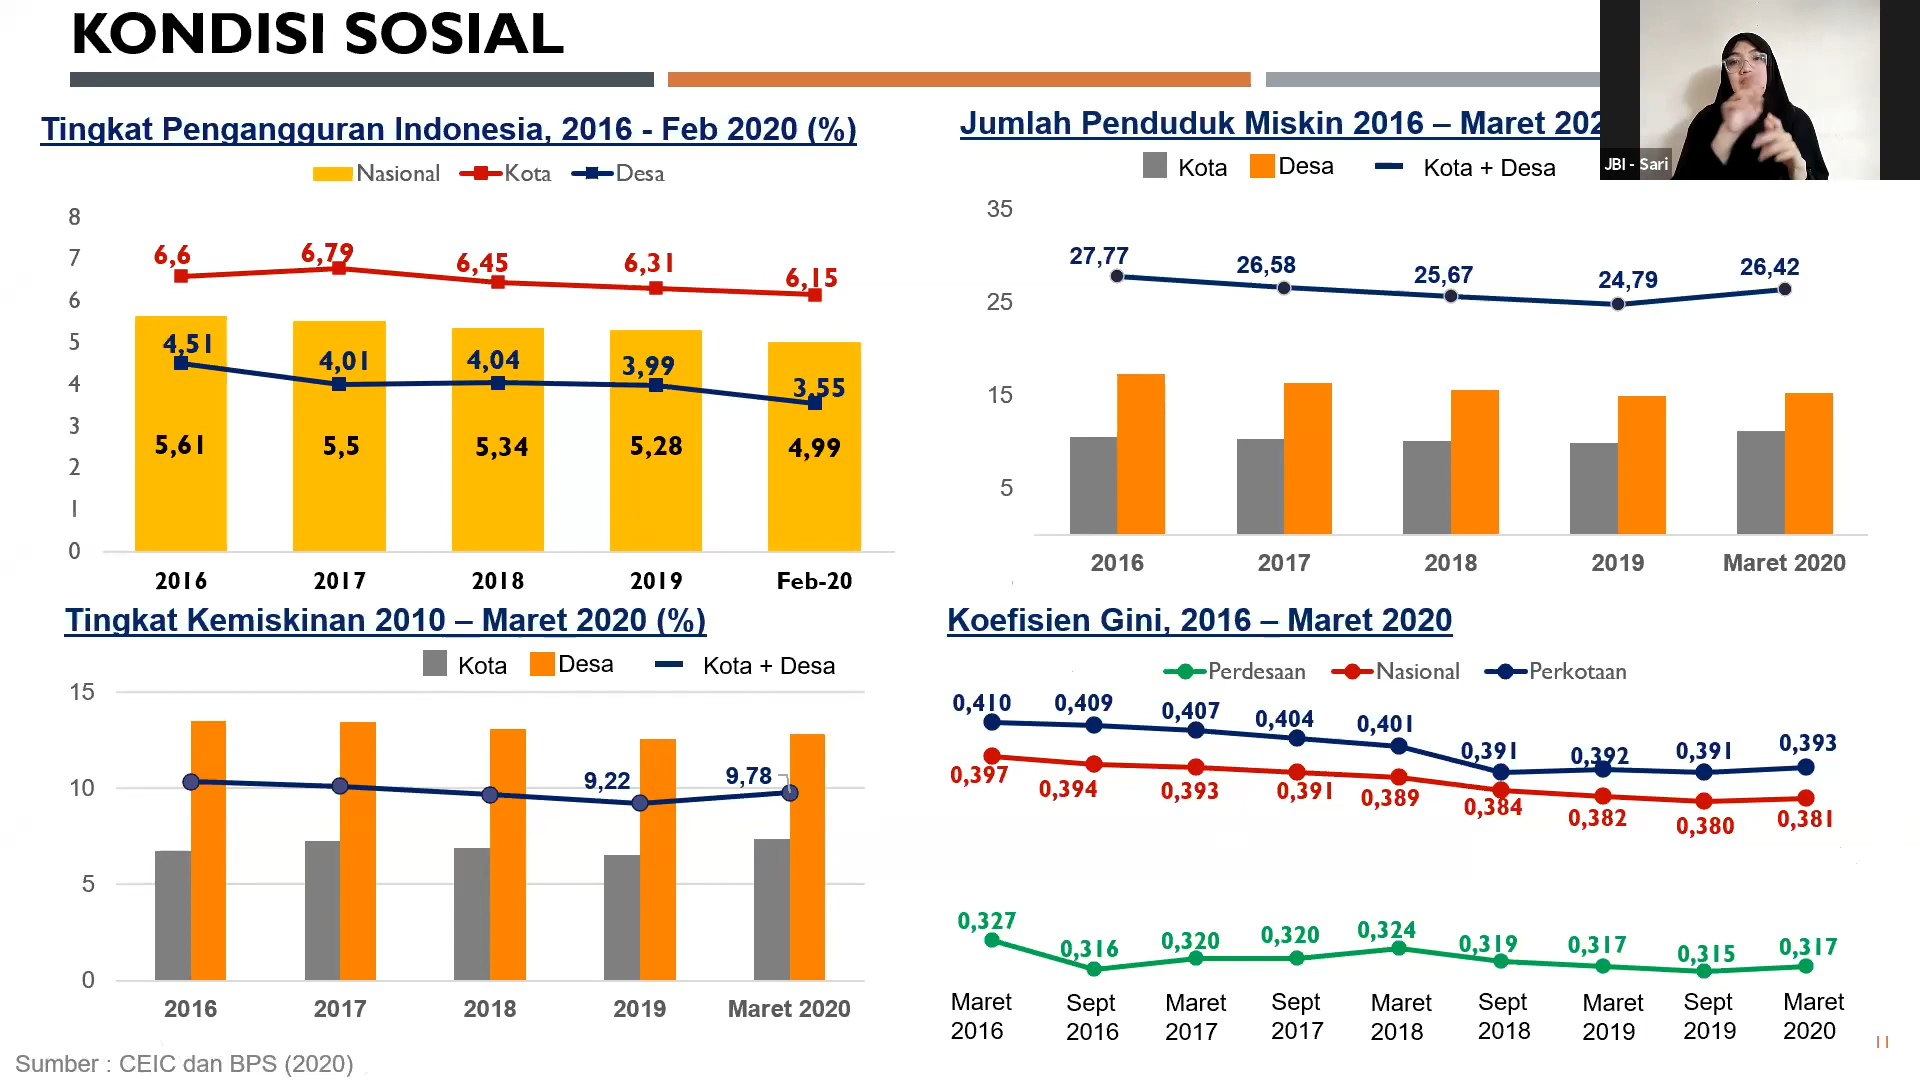 KONDISI SOSIAL
JBI - Sari
Tingkat Pengangguran Indonesia, 2016 - Feb 2020 (%)
Nasional Kota Desa
8
7
6
5
4
3
2
1
0
6,6 6,79 6,45 6,31 6,15
4,51 4,01 4,04 3,99 3,55
5,61 5,5 5,34 5,28 4,99
2016 2017 2018 2019 Feb-20
Jumlah Penduduk Miskin 2016 – Maret 202
Kota Desa Kota + Desa
35
25
15
5
27,77 26,58 25,67 24,79 26,42
2016 2017 2018 2019 Maret 2020
Tingkat Kemiskinan 2010 – Maret 2020 (%)
Kota Desa Kota + Desa
15
10
5
0
9,22 9,78
2016 2017 2018 2019 Maret 2020
Koefisien Gini, 2016 – Maret 2020
Perdesaan Nasional Perkotaan
0,410 0,409 0,407 0,404 0,401 0,391 0,392 0,391 0,393
0,397 0,394 0,393 0,391 0,389 0,384 0,382 0,380 0,381
0,327 0,316 0,320 0,320 0,324 0,319 0,317 0,315 0,317
Maret Sept Maret Sept Maret Sept Maret Sept Maret
2016 2016 2017 2017 2018 2018 2019 2019 2020
11
Sumber : CEIC dan BPS (2020)